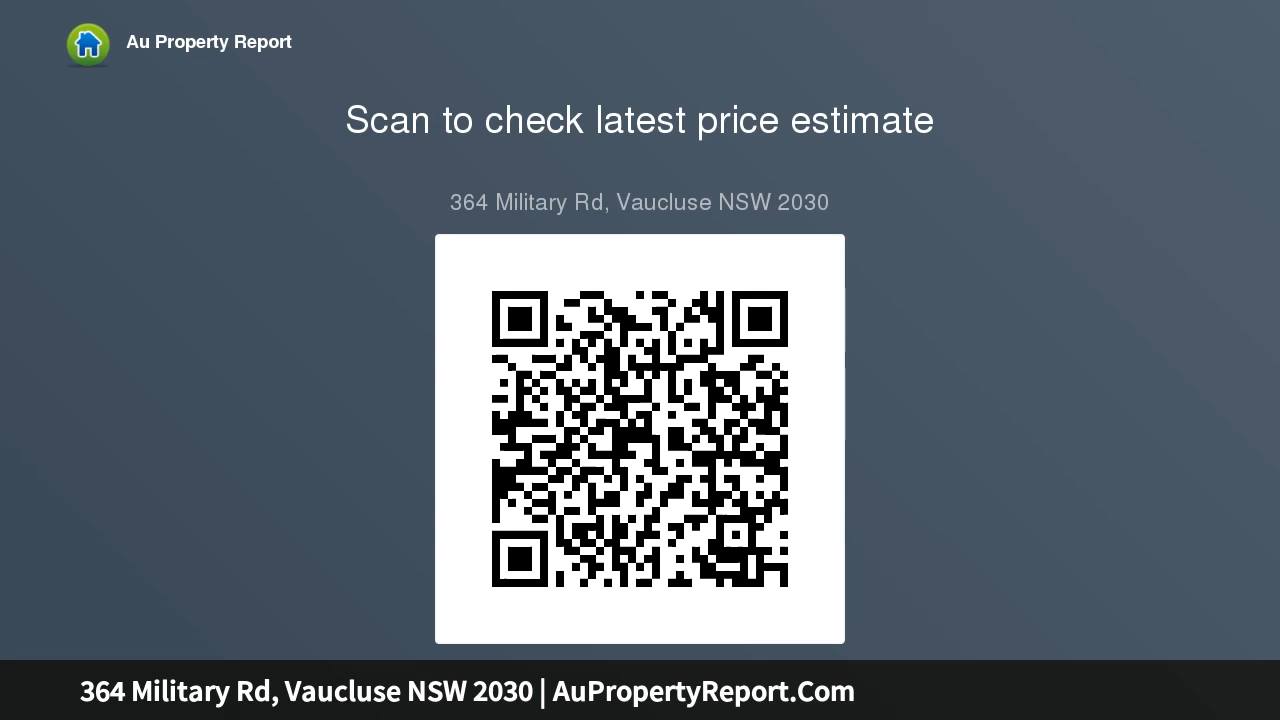 Au Property Report
Scan to check latest price estimate
364 Military Rd, Vaucluse NSW 2030
364 Military Rd, Vaucluse NSW 2030 | AuPropertyReport.Com